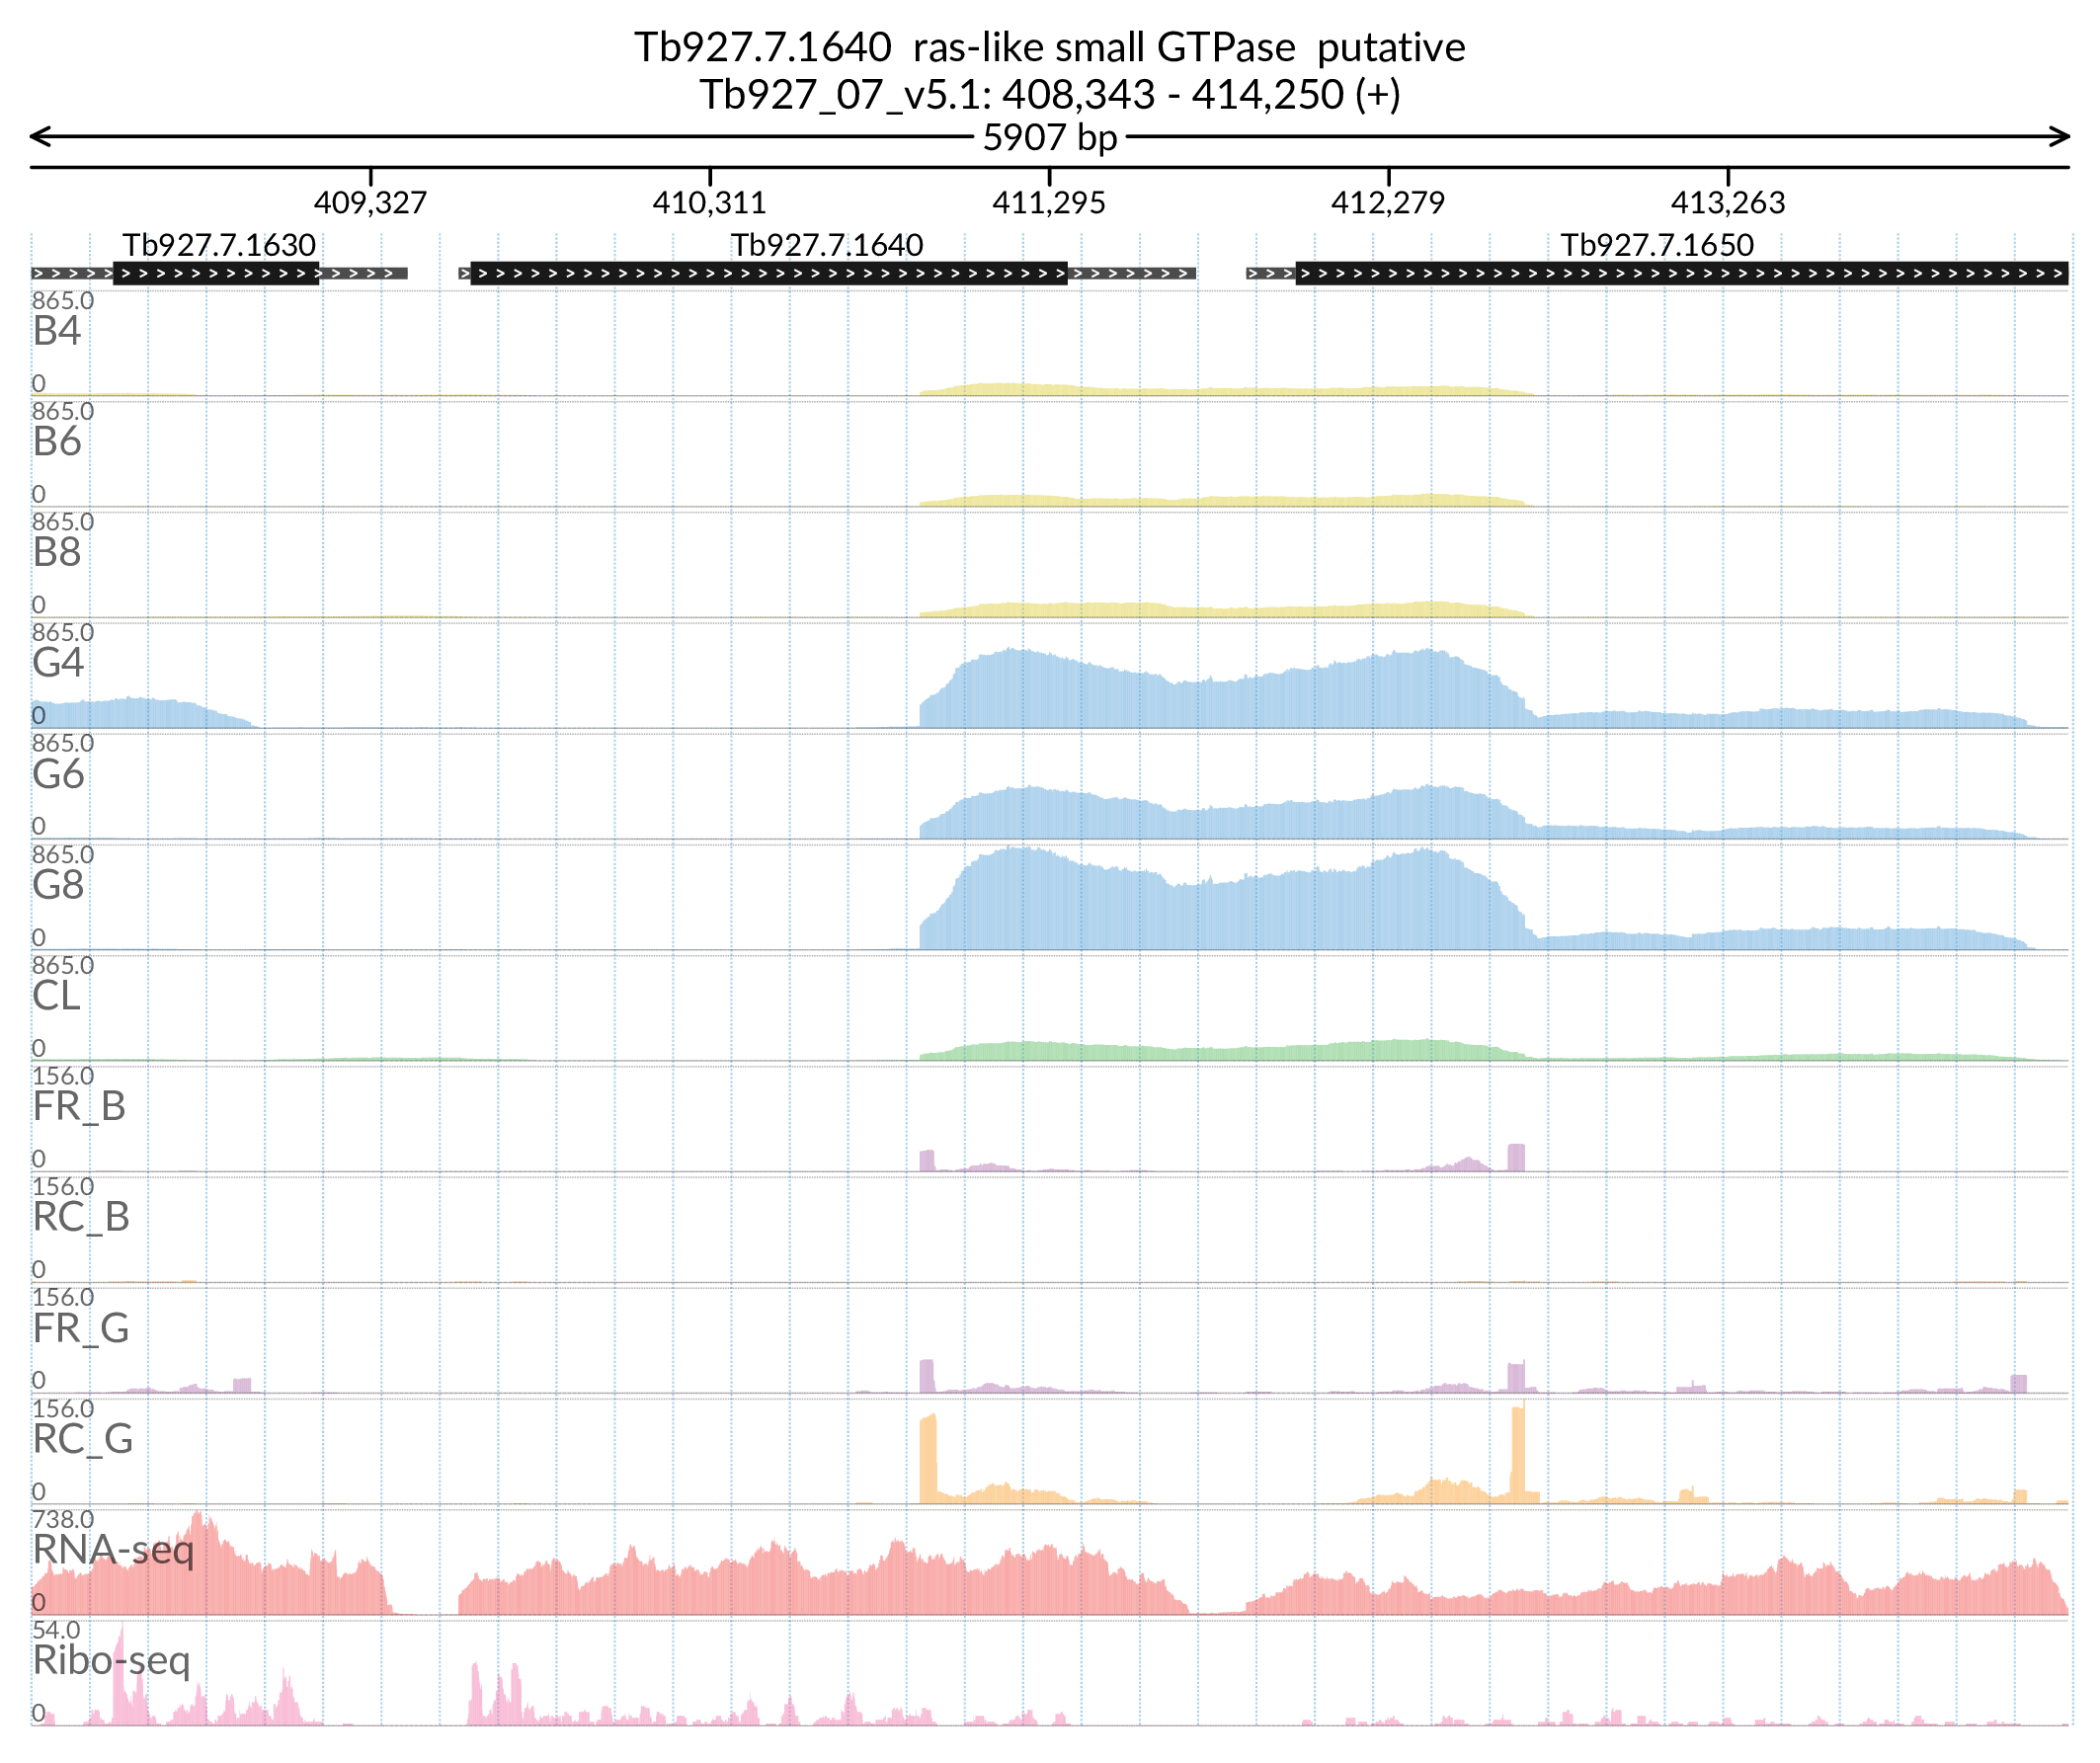 Tb927.7.1640  ras-like small GTPase  putative
Tb927_07_v5.1: 408,343 - 414,250 (+)
5907 bp
409,327 410,311 411,295 412,279 413,263
Tb927.7.1630 Tb927.7.1640 Tb927.7.1650
865.0
B4
0
865.0
B6
0
865.0
B8
0
865.0
G4
0
865.0
G6
0
865.0
G8
0
865.0
CL
0
156.0
FR_B
0
156.0
RC_B
0
156.0
FR_G
0
156.0
RC_G
0
738.0
RNA-seq
0
54.0
Ribo-seq
0